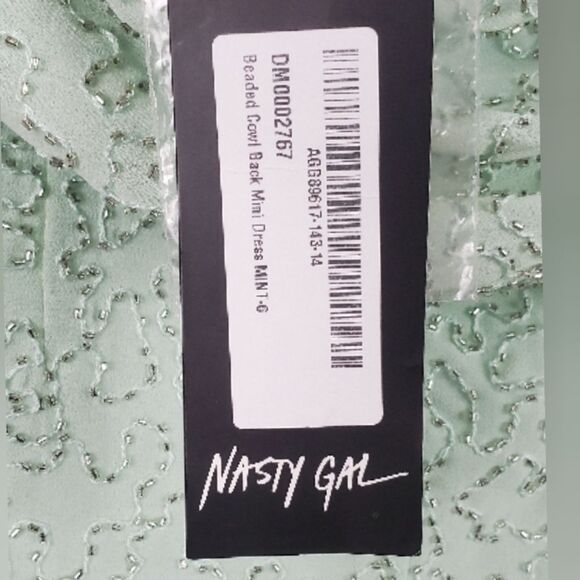 AGG89617-143-14
DM0002767
Beaded Cowl Back Mini Dress MINT-6
NASTY GAL